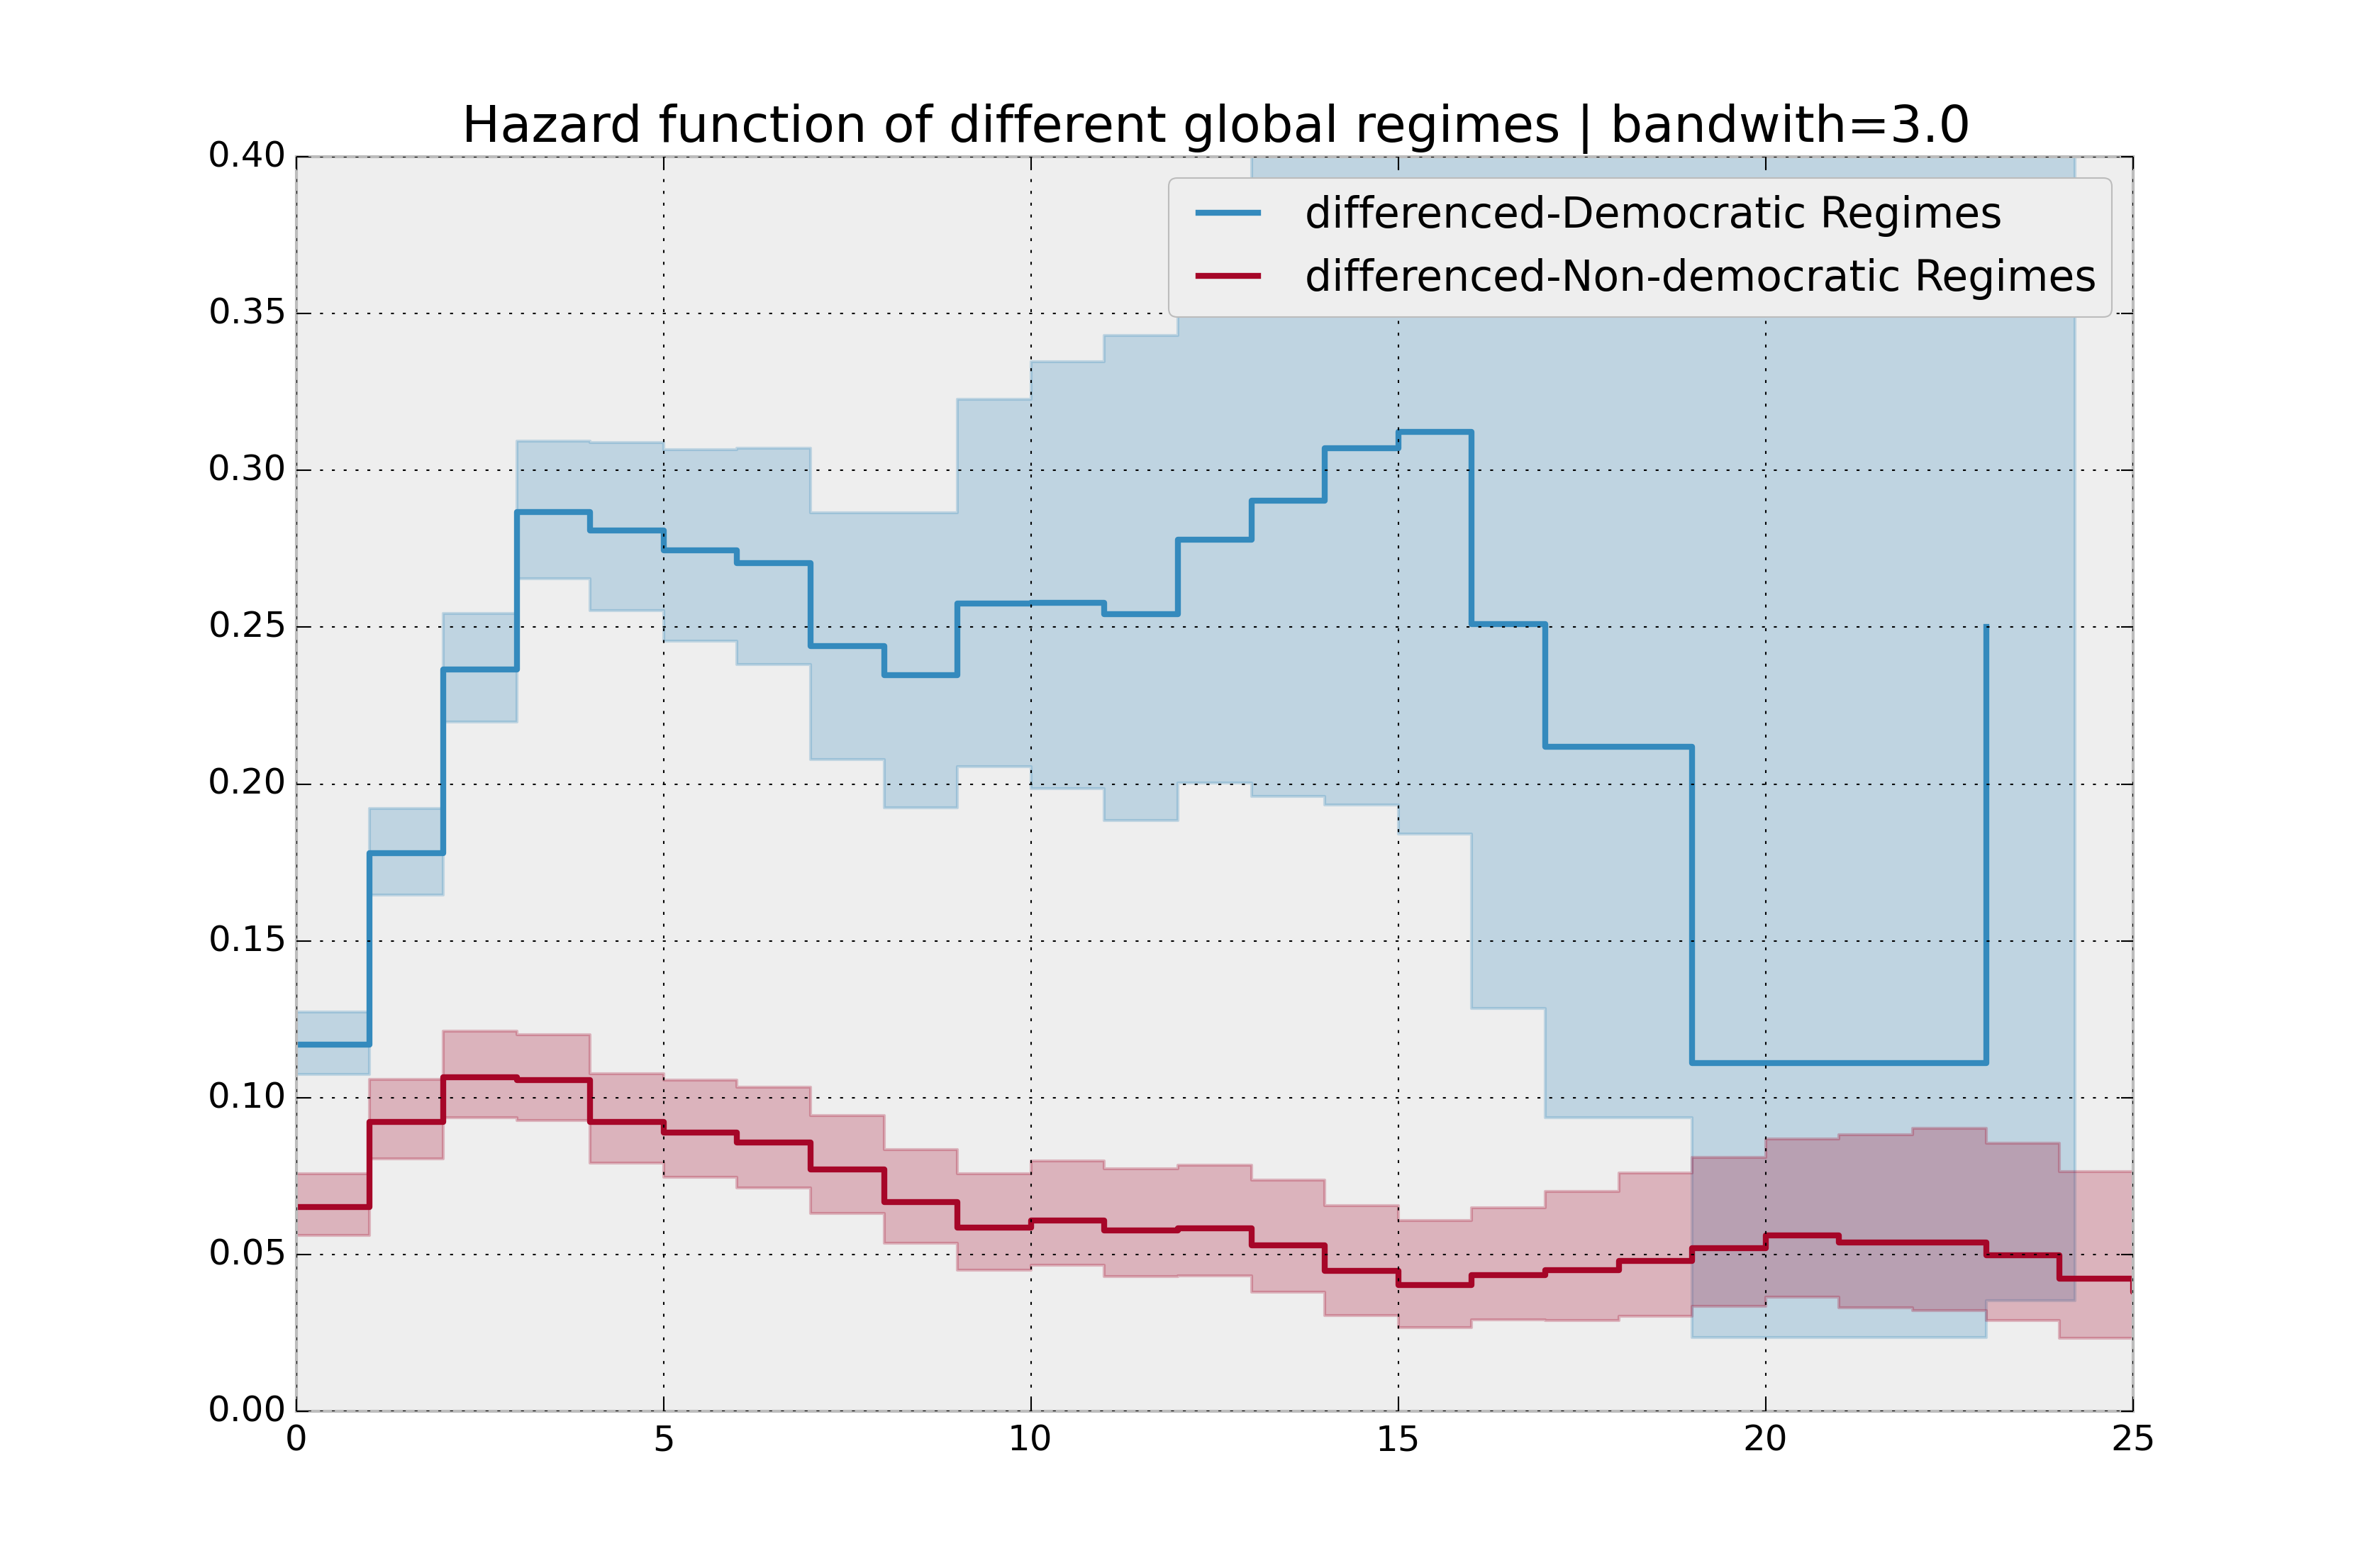 Hazard function of different global regimes | bandwith=3.0
0.40
0.35
0.30
0.25
0.20
0.15
0.10
0.05
0.00
differenced-Democratic Regimes
differenced-Non-democratic Regimes
0 5 10 15 20 25